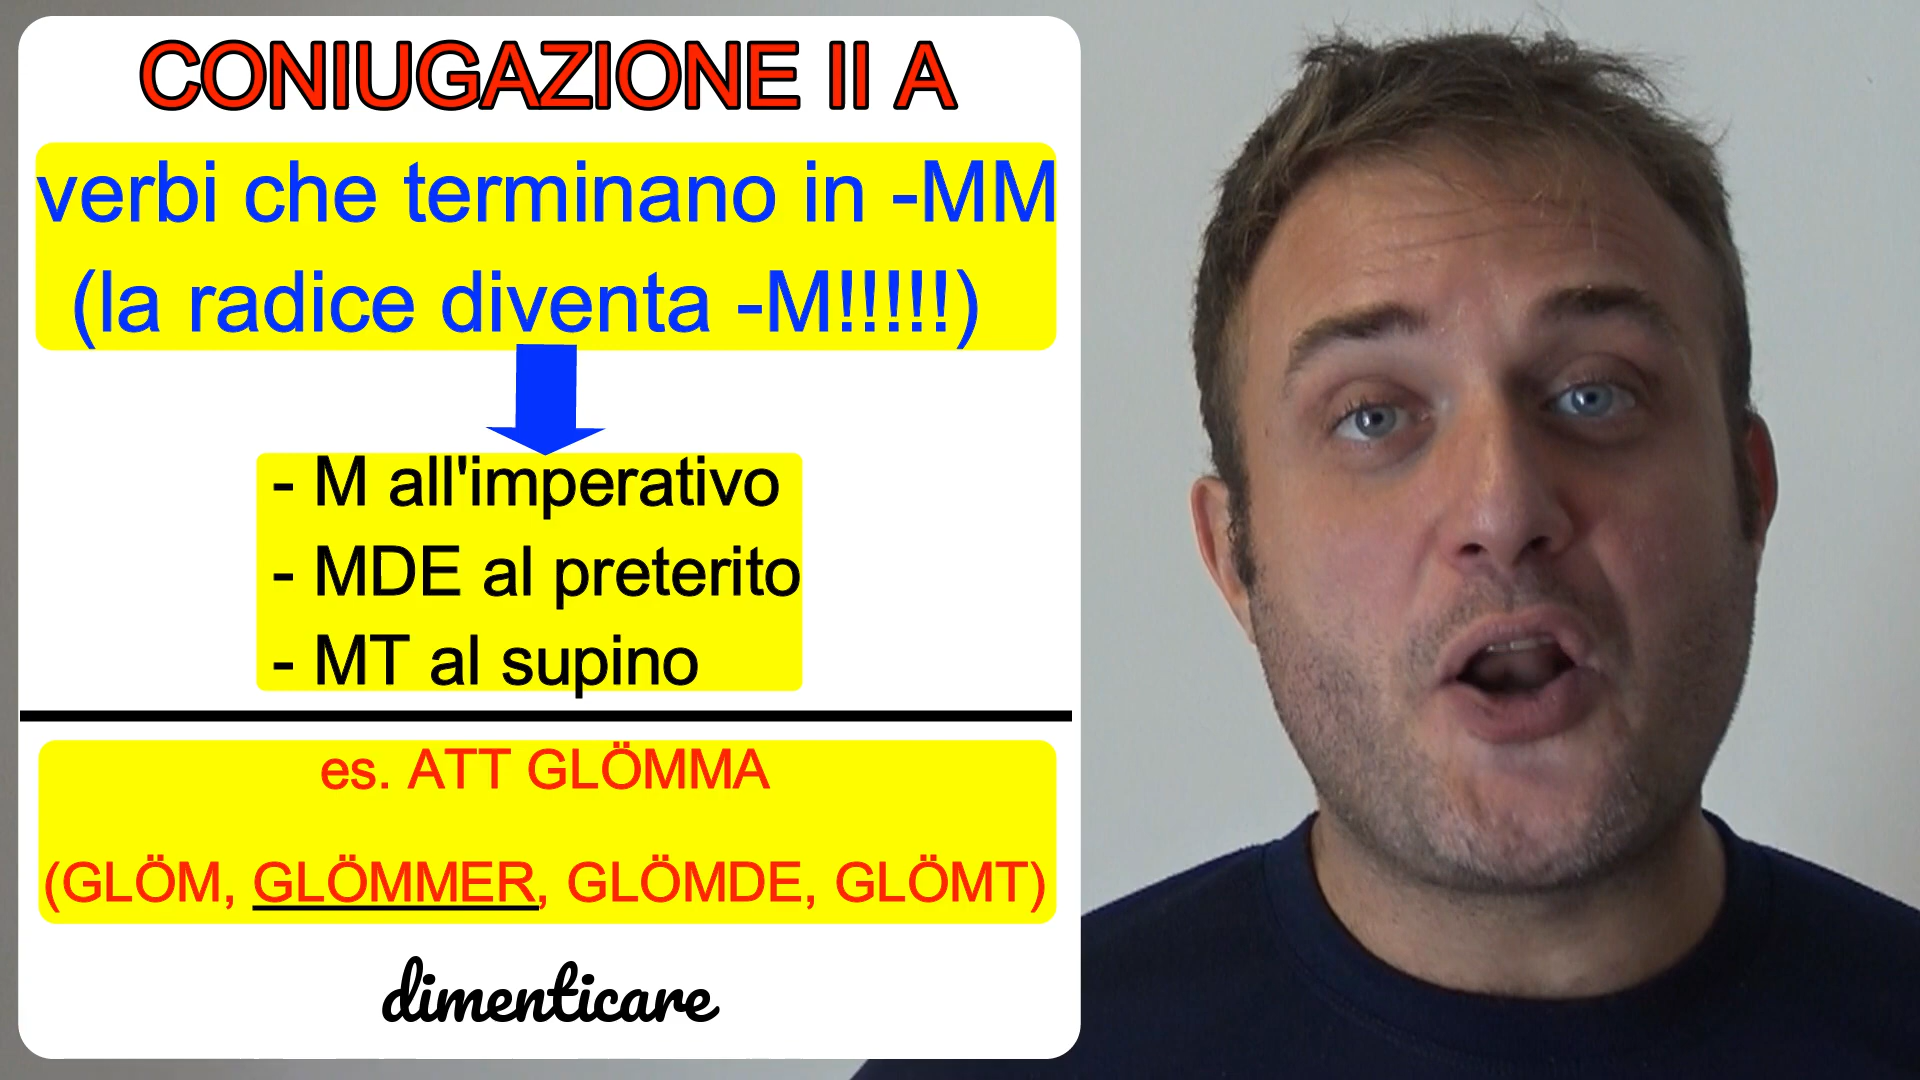 CONIUGAZIONE II A
verbi che terminano in -MM
(la radice diventa -M!!!!!)
- M all'imperativo
- MDE al preterito
- MT al supino
es. ATT GLÖMMA
(GLÖM, GLÖMMER, GLÖMDE, GLÖMT)
dimenticare